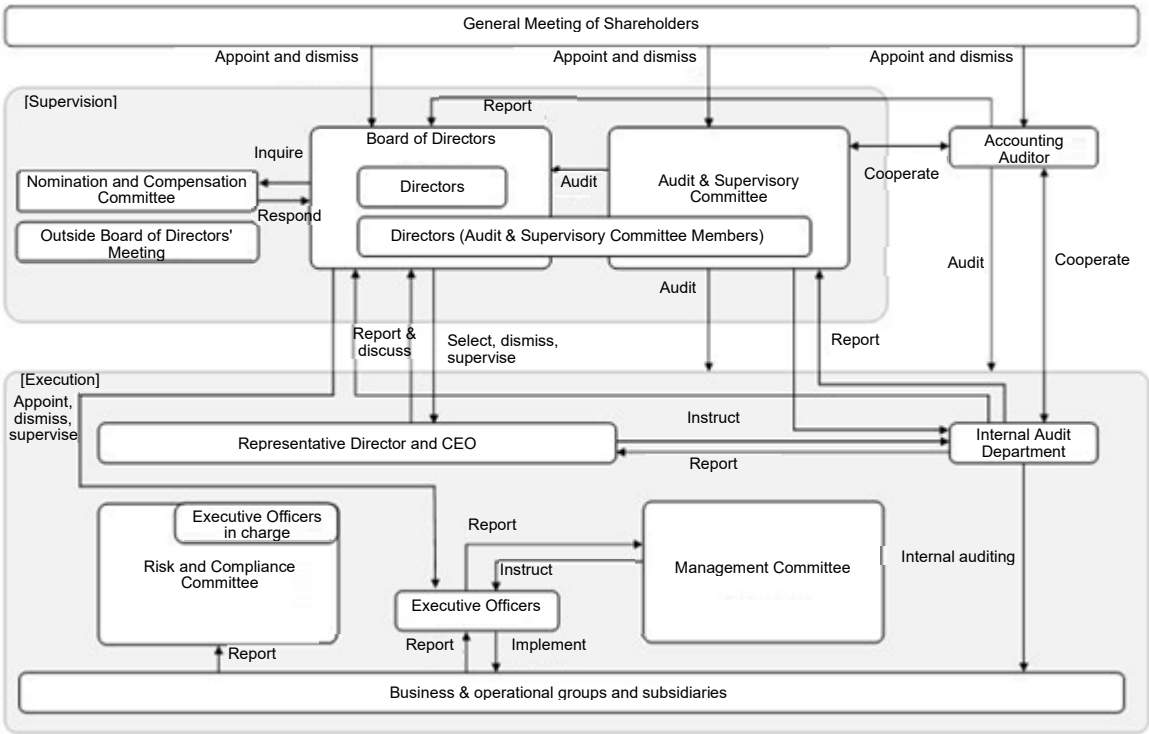 General Meeting of Shareholders
Appoint and dismiss
Appoint and dismiss
Appoint and dismiss
[Supervision]
Report
Board of Directors
Accounting
Auditor
Inquire
Cooperate
Nomination and Compensation
Committee
Directors
Audit
Audit & Supervisory
Committee
Respond
Outside Board of Directors'
Meeting
Directors (Audit & Supervisory Committee Members)
Audit
Audit
Cooperate
Report &
discuss
Select, dismiss,
supervise
Report
[Execution]
Appoint,
dismiss,
supervise
Instruct
Representative Director and CEO
Internal Audit
Department
Report
Executive Officers
in charge
Report
Risk and Compliance
Committee
Instruct
Management Committee
Internal auditing
Executive Officers
Report
Report
Implement
Business & operational groups and subsidiaries